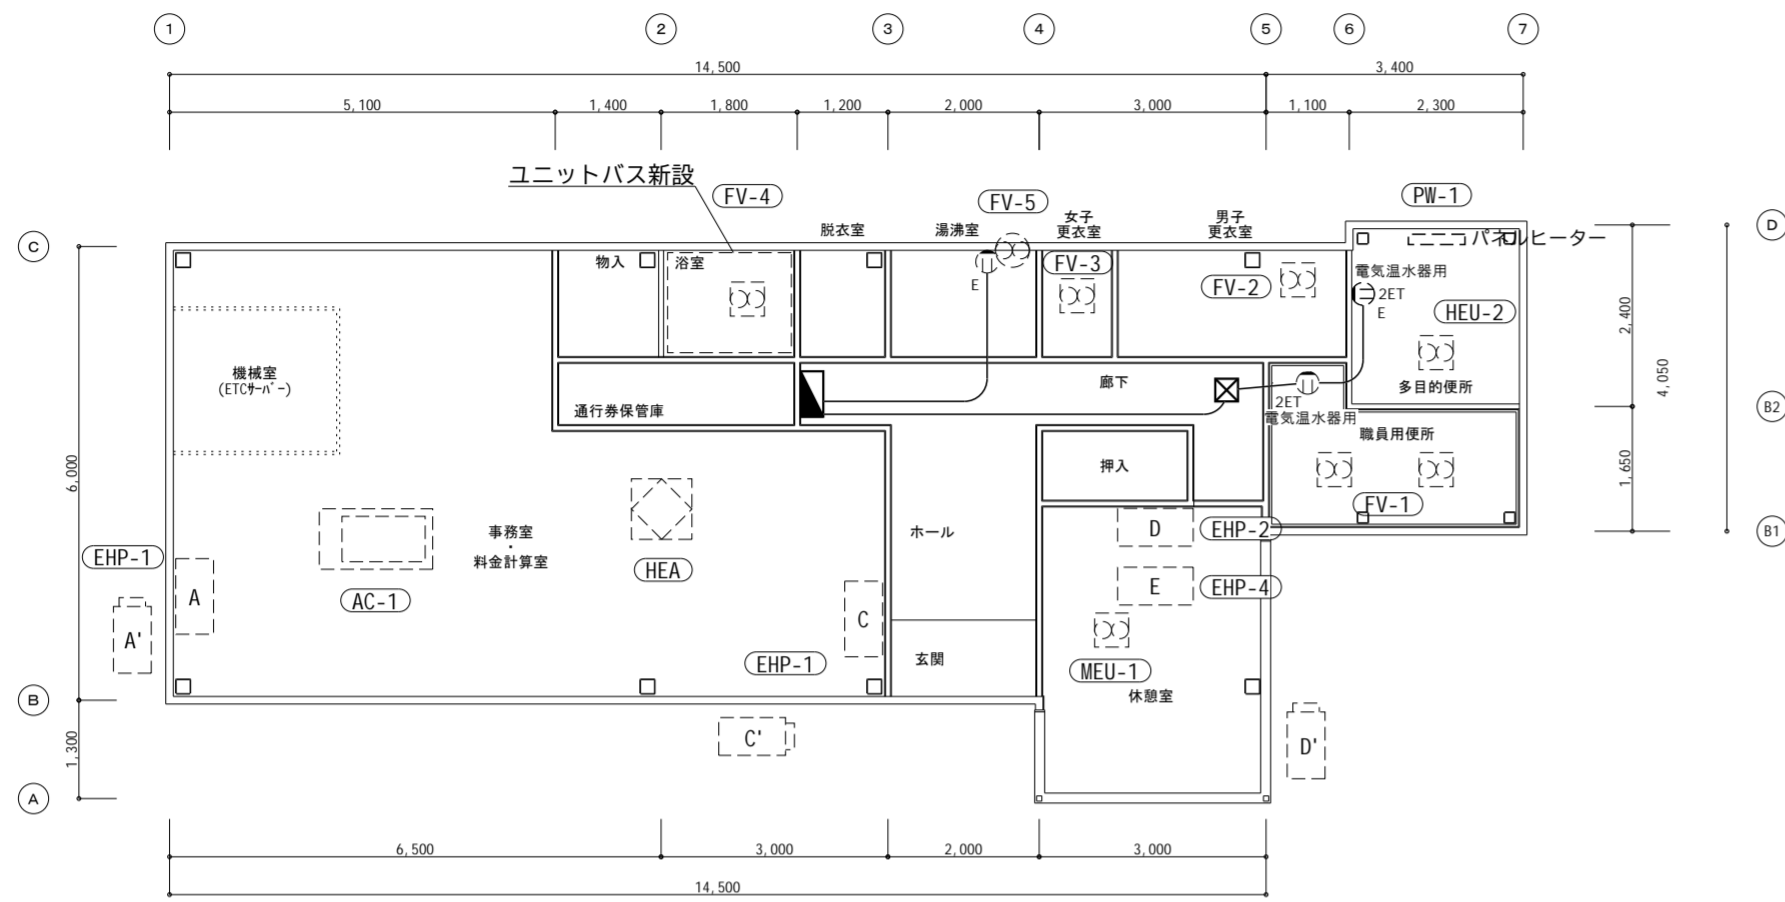 1 2 3 4 5 6 7
14,500 3,400
5,100 1,400 1,800 1,200 2,000 3,000 1,100 2,300
ユニットバス新設
FV-4
FV-5
PW-1
脱衣室
湯沸室
女子
更衣室
男子
更衣室
C
D
パネルヒーター
物入
浴室
E
FV-3
FV-2
電気温水器用
2ET
E
HEU-2
2,400
4,050
機械室
(ETCサーバー)
廊下
多目的便所
通行券保管庫
2ET
電気温水器用
B2
職員用便所
6,000
押入
1,650
FV-1
事務室
・
料金計算室
ホール
D
EHP-2
B1
EHP-1
HEA
A
AC-1
E
EHP-4
C
A'
EHP-1
玄関
MEU-1
休憩室
B
C'
D'
1,300
A
6,500 3,000 2,000 3,000
14,500